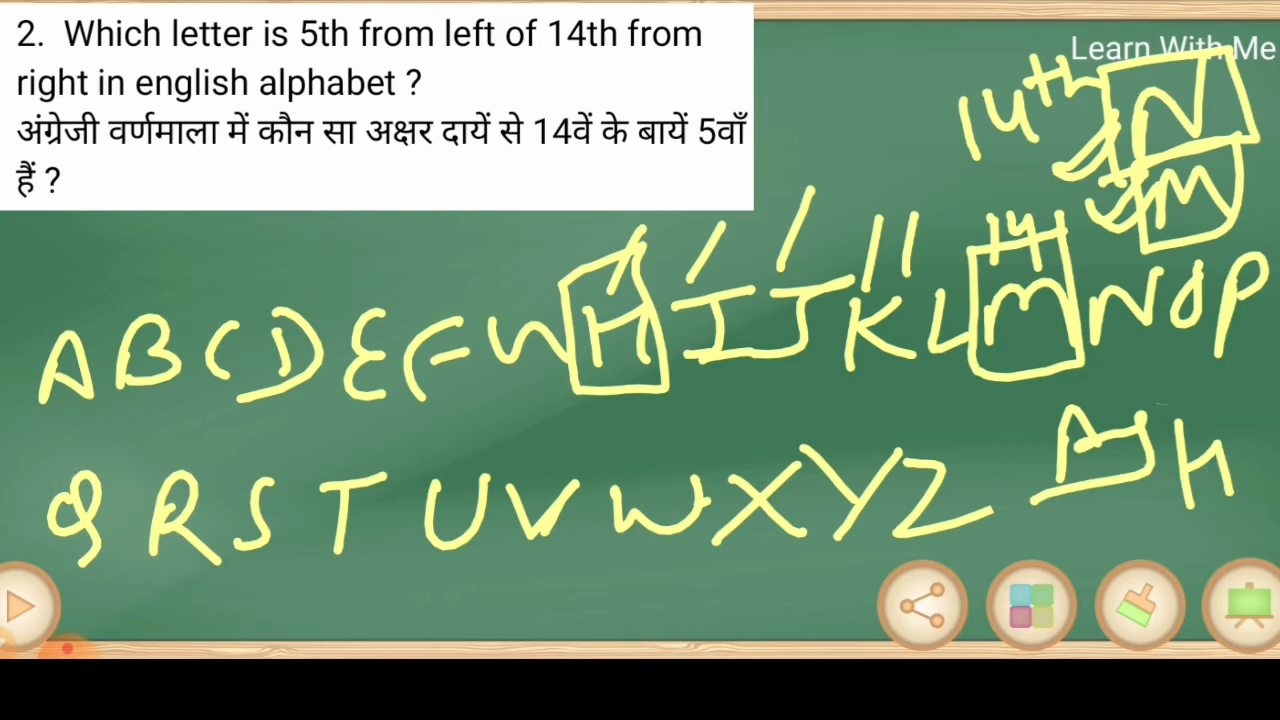 2. Which letter is 5th from left of 14th from
right in english alphabet ?
अंग्रेजी वर्णमाला में कौन सा अक्षर दायें से 14वें के बायें 5वाँ
हैं ?
Learn With Me
14th N
M
14
A B C D E F G H I J K L M N O P
Q R S T U V W X Y Z A H